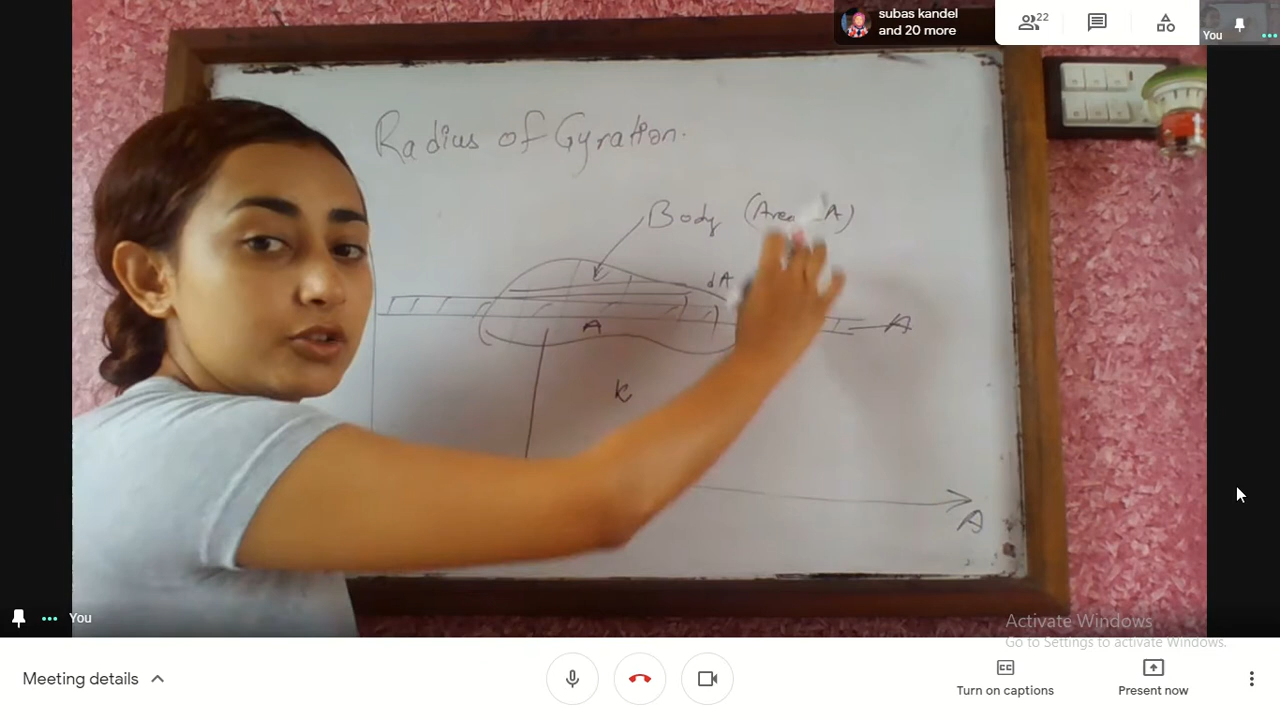 subas kandel
and 20 more
22
You
Radius of Gyration.
Body (Area A)
dA
A
A
k
A
You
Activate Windows
Go to Settings to activate Windows.
Meeting details
Turn on captions
Present now